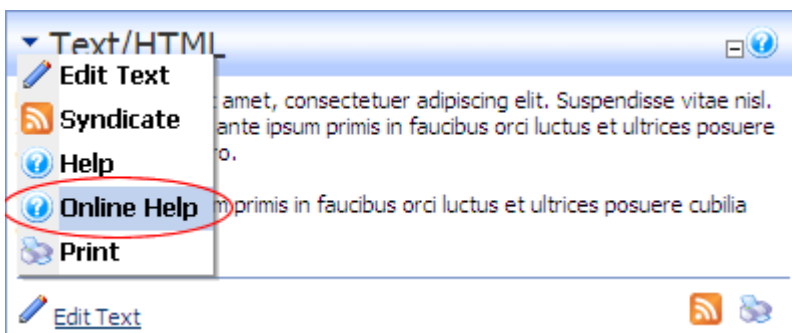 Text/HTML
Edit Text
amet, consectetuer adipiscing elit. Suspendisse vitae nisl.
Syndicate
ante ipsum primis in faucibus orci luctus et ultrices posuere
Help
ro.
Online Help
primis in faucibus orci luctus et ultrices posuere cubilia
Print
Edit Text